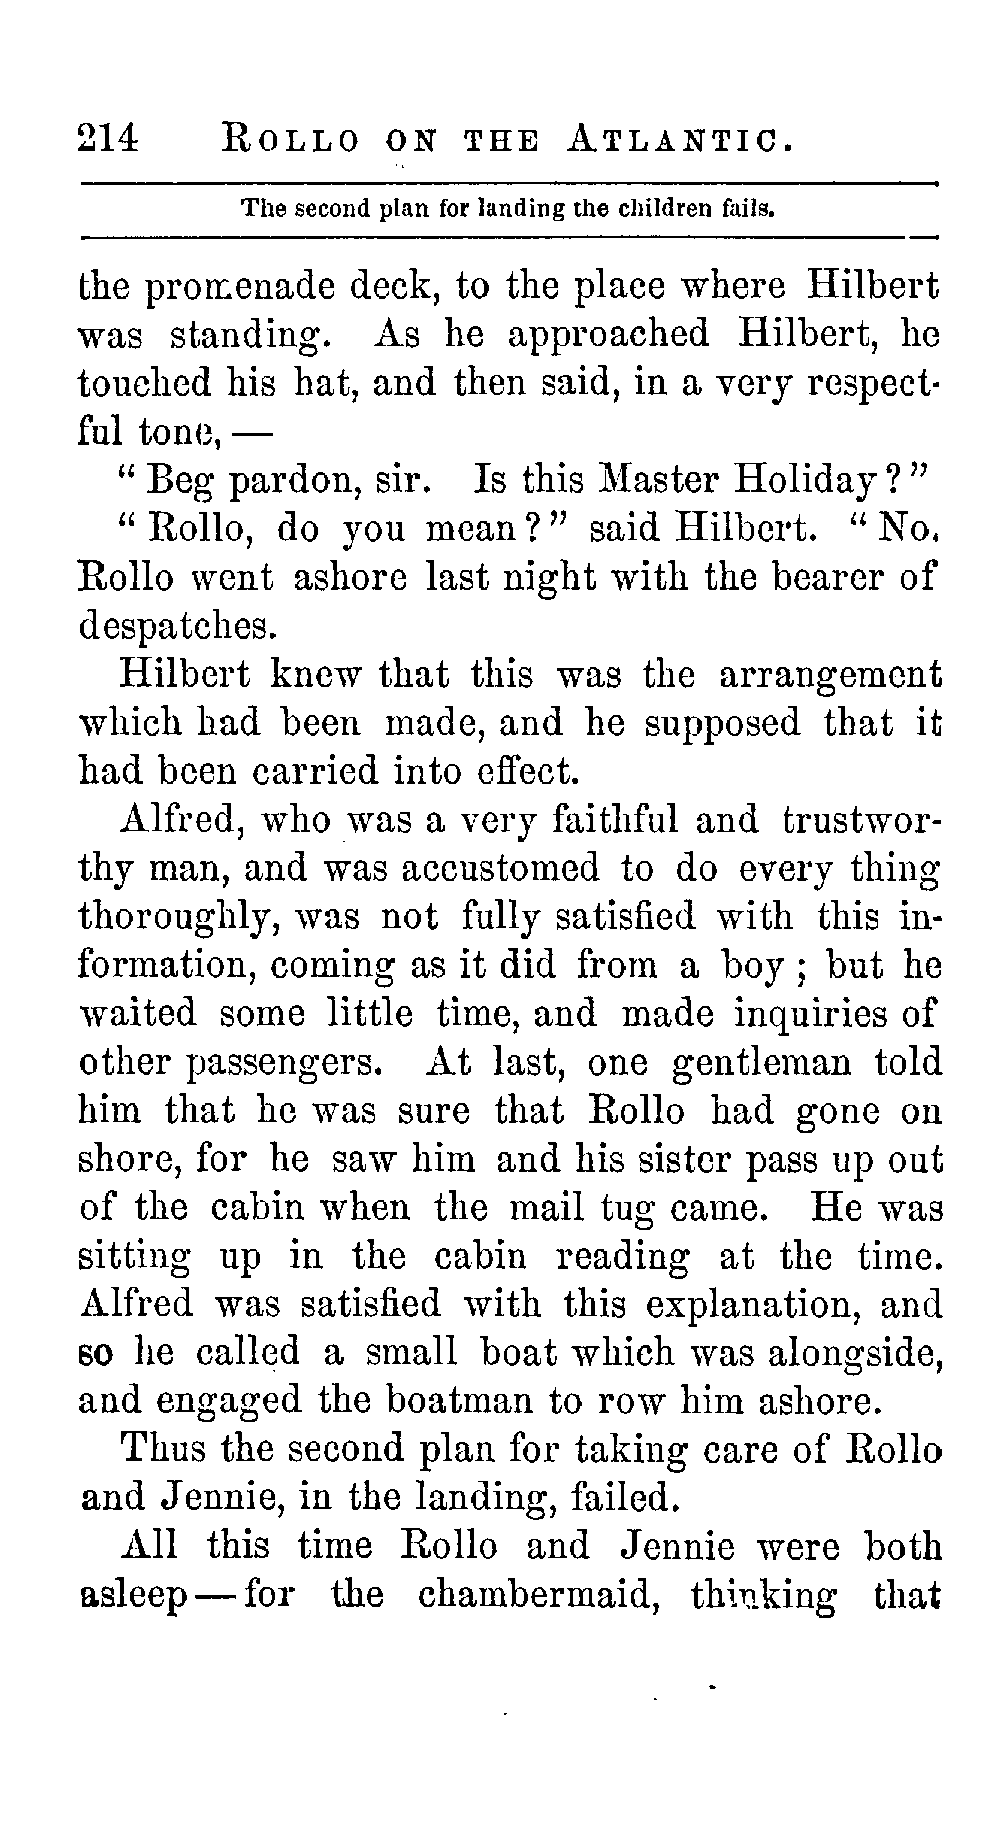 214 ROLLO ON THE ATLANTIC.
The second plan for landing the children fails.
the promenade deck, to the place where Hilbert
was standing. As he approached Hilbert, he
touched his hat, and then said, in a very respect-
ful tone, —
“ Beg pardon, sir. Is this Master Holiday ? ”
“ Rollo, do you mean ? ” said Hilbert. “ No.
Rollo went ashore last night with the bearer of
despatches.
Hilbert knew that this was the arrangement
which had been made, and he supposed that it
had been carried into effect.
Alfred, who was a very faithful and trustwor-
thy man, and was accustomed to do every thing
thoroughly, was not fully satisfied with this in-
formation, coming as it did from a boy ; but he
waited some little time, and made inquiries of
other passengers. At last, one gentleman told
him that he was sure that Rollo had gone on
shore, for he saw him and his sister pass up out
of the cabin when the mail tug came. He was
sitting up in the cabin reading at the time.
Alfred was satisfied with this explanation, and
so he called a small boat which was alongside,
and engaged the boatman to row him ashore.
Thus the second plan for taking care of Rollo
and Jennie, in the landing, failed.
All this time Rollo and Jennie were both
asleep — for the chambermaid, thinking that